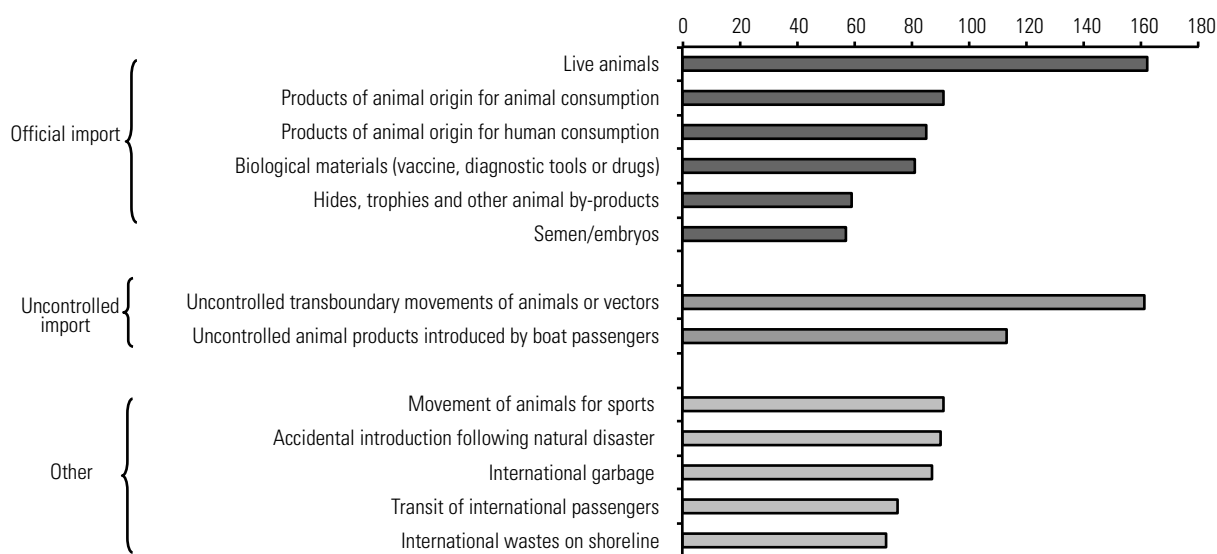 0 20 40 60 80 100 120 140 160 180
Official import
Live animals
Products of animal origin for animal consumption
Products of animal origin for human consumption
Biological materials (vaccine, diagnostic tools or drugs)
Hides, trophies and other animal by-products
Semen/embryos
Uncontrolled
import
Uncontrolled transboundary movements of animals or vectors
Uncontrolled animal products introduced by boat passengers
Other
Movement of animals for sports
Accidental introduction following natural disaster
International garbage
Transit of international passengers
International wastes on shoreline